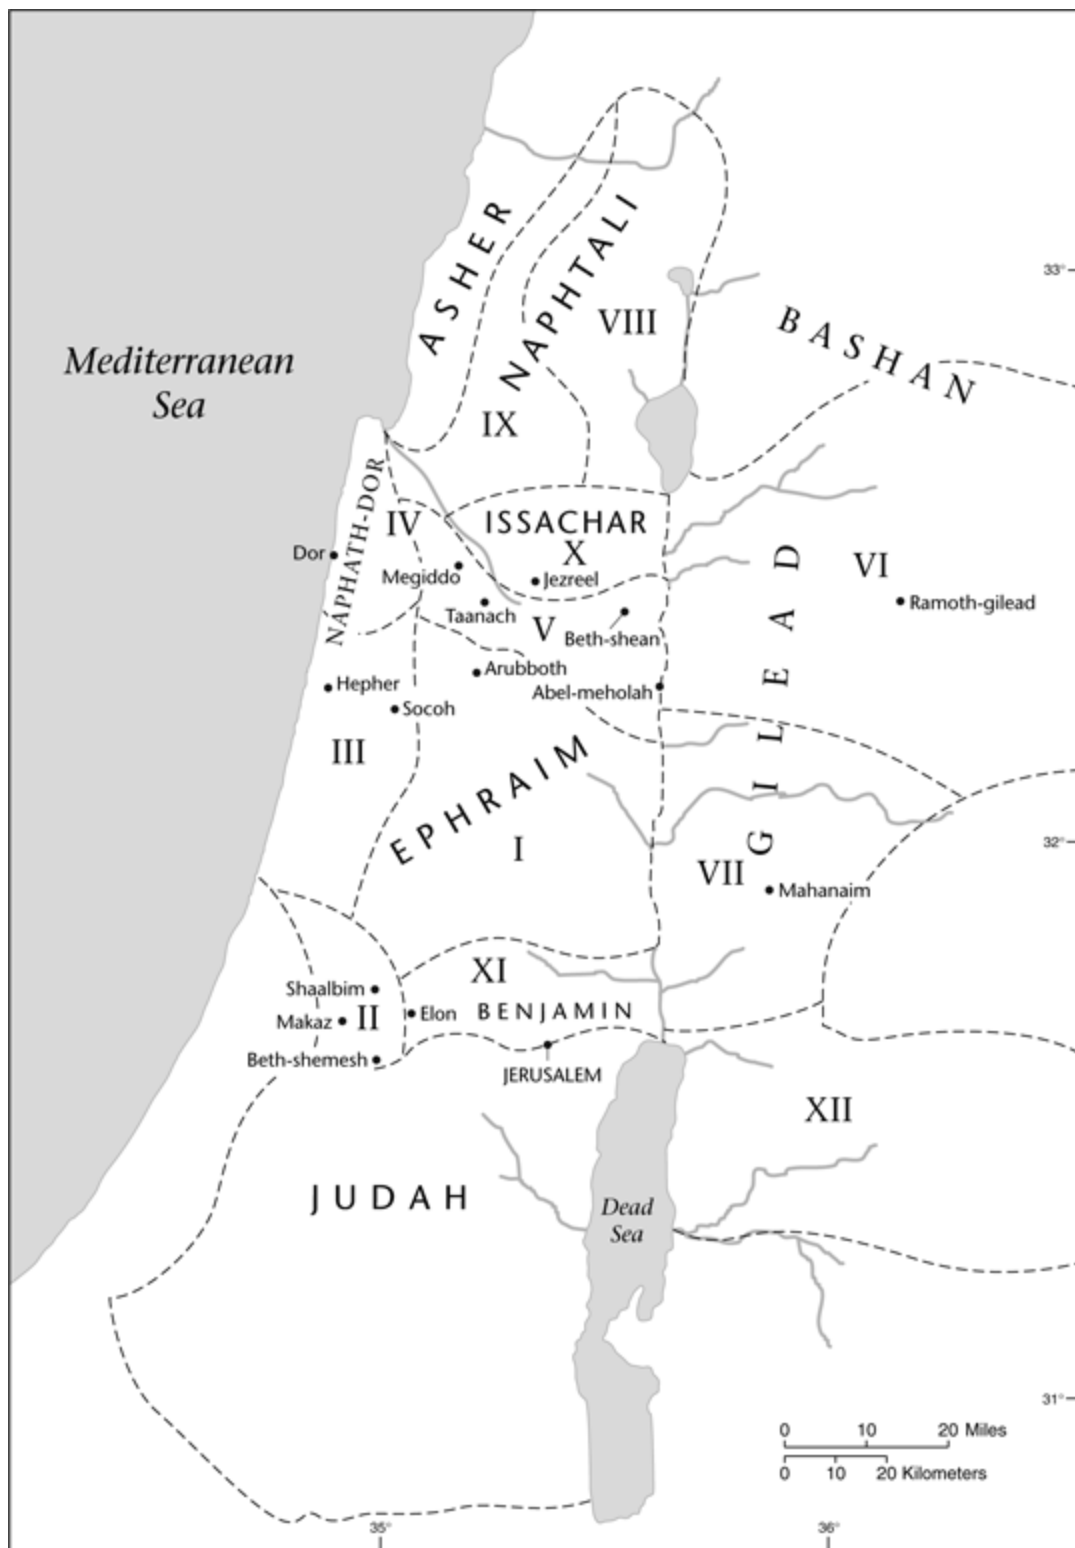 ASHER
NAPHTALI
33°
VIII
BASHAN
Mediterranean
Sea
IX
NAPHATH-DOR
IV
ISSACHAR
X
Dor
Megiddo
Jezreel
GILEAD
VI
Ramoth-gilead
Taanach
V
Beth-shean
Arubboth
Hepher
Abel-meholah
Socoh
III
EPHRAIM
I
32°
VII
Mahanaim
XI
Shaalbim
Makaz
II
Elon
BENJAMIN
Beth-shemesh
JERUSALEM
XII
JUDAH
Dead
Sea
31°
0 10 20 Miles
0 10 20 Kilometers
35°
36°